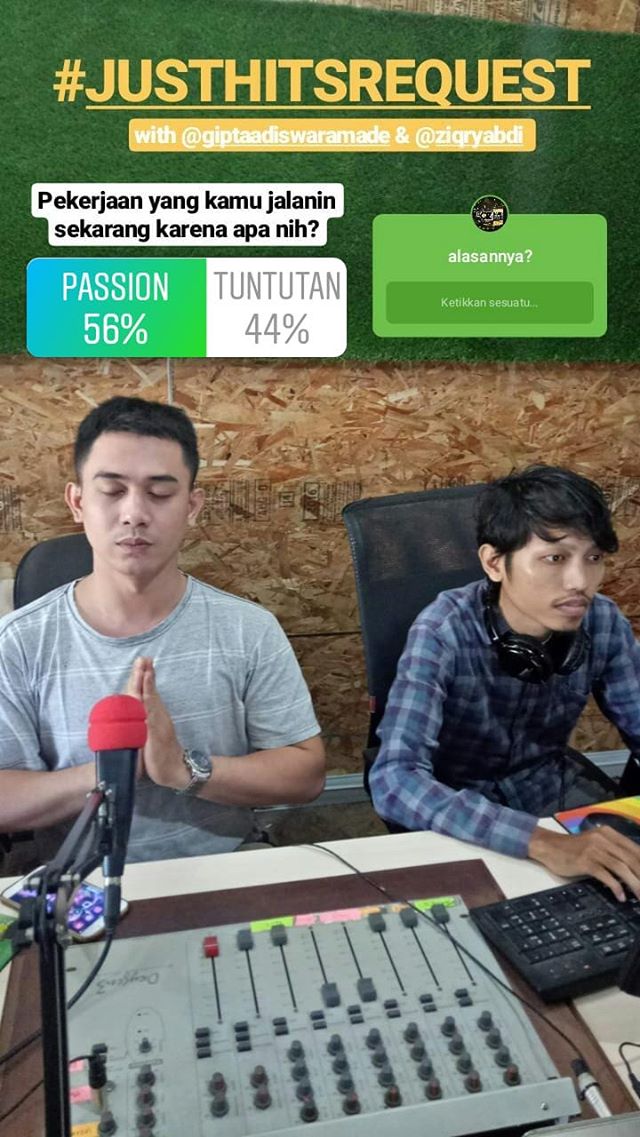 #JUSTHITSREQUEST
with @giptaadiswaramade & @ziqryabdi
Pekerjaan yang kamu jalanin
sekarang karena apa nih?
PASSION
56%
TUNTUTAN
44%
alasannya?
Ketikkan sesuatu...